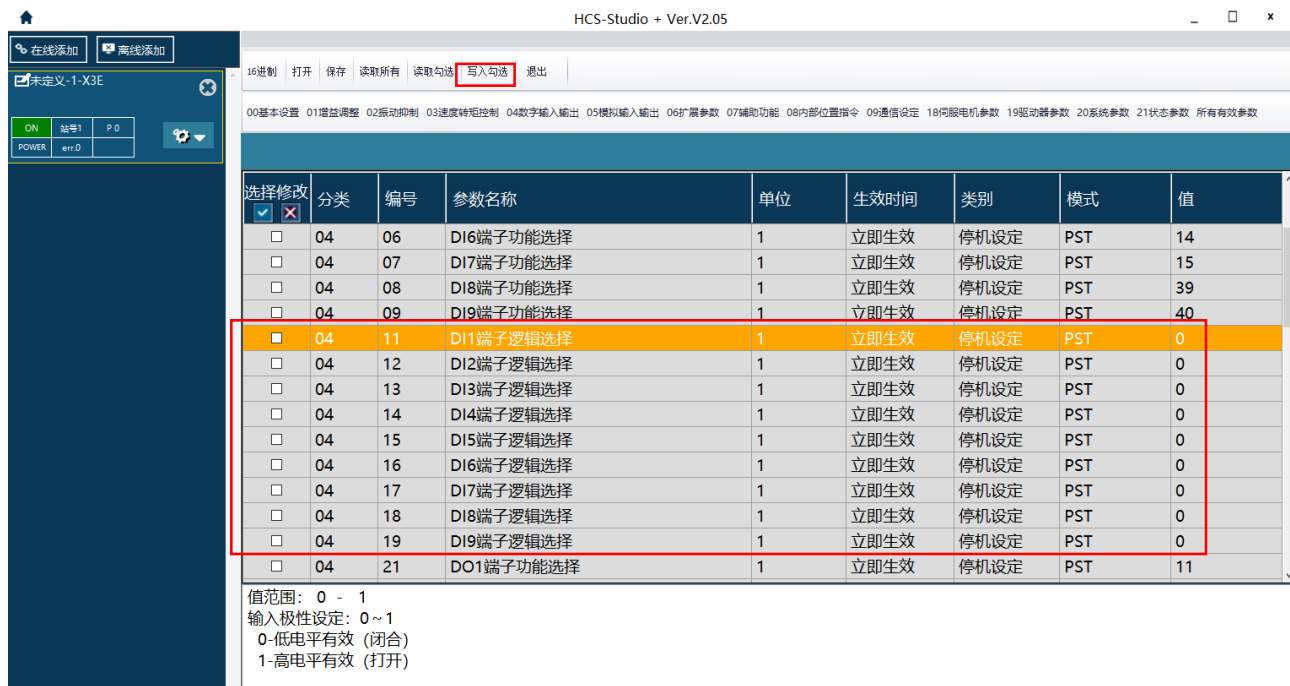 HCS-Studio + Ver.V2.05
在线添加 离线添加
未定义-1-X3E
ON 站号1 P 0
POWER err.0
16进制 打开 保存 读取所有 读取勾选 写入勾选 退出
00基本设置 01增益调整 02振动抑制 03速度转矩控制 04数字输入输出 05模拟输入输出 06扩展参数 07辅助功能 08内部位置指令 09通信设定 18伺服电机参数 19驱动器参数 20系统参数 21状态参数 所有有效参数
选择修改 分类 编号 参数名称 单位 生效时间 类别 模式 值
04 06 DI6端子功能选择 1 立即生效 停机设定 PST 14
04 07 DI7端子功能选择 1 立即生效 停机设定 PST 15
04 08 DI8端子功能选择 1 立即生效 停机设定 PST 39
04 09 DI9端子功能选择 1 立即生效 停机设定 PST 40
04 11 DI1端子逻辑选择 1 立即生效 停机设定 PST 0
04 12 DI2端子逻辑选择 1 立即生效 停机设定 PST 0
04 13 DI3端子逻辑选择 1 立即生效 停机设定 PST 0
04 14 DI4端子逻辑选择 1 立即生效 停机设定 PST 0
04 15 DI5端子逻辑选择 1 立即生效 停机设定 PST 0
04 16 DI6端子逻辑选择 1 立即生效 停机设定 PST 0
04 17 DI7端子逻辑选择 1 立即生效 停机设定 PST 0
04 18 DI8端子逻辑选择 1 立即生效 停机设定 PST 0
04 19 DI9端子逻辑选择 1 立即生效 停机设定 PST 0
04 21 DO1端子功能选择 1 立即生效 停机设定 PST 11
值范围： 0 - 1
输入极性设定：0~1
0-低电平有效 (闭合)
1-高电平有效 (打开)